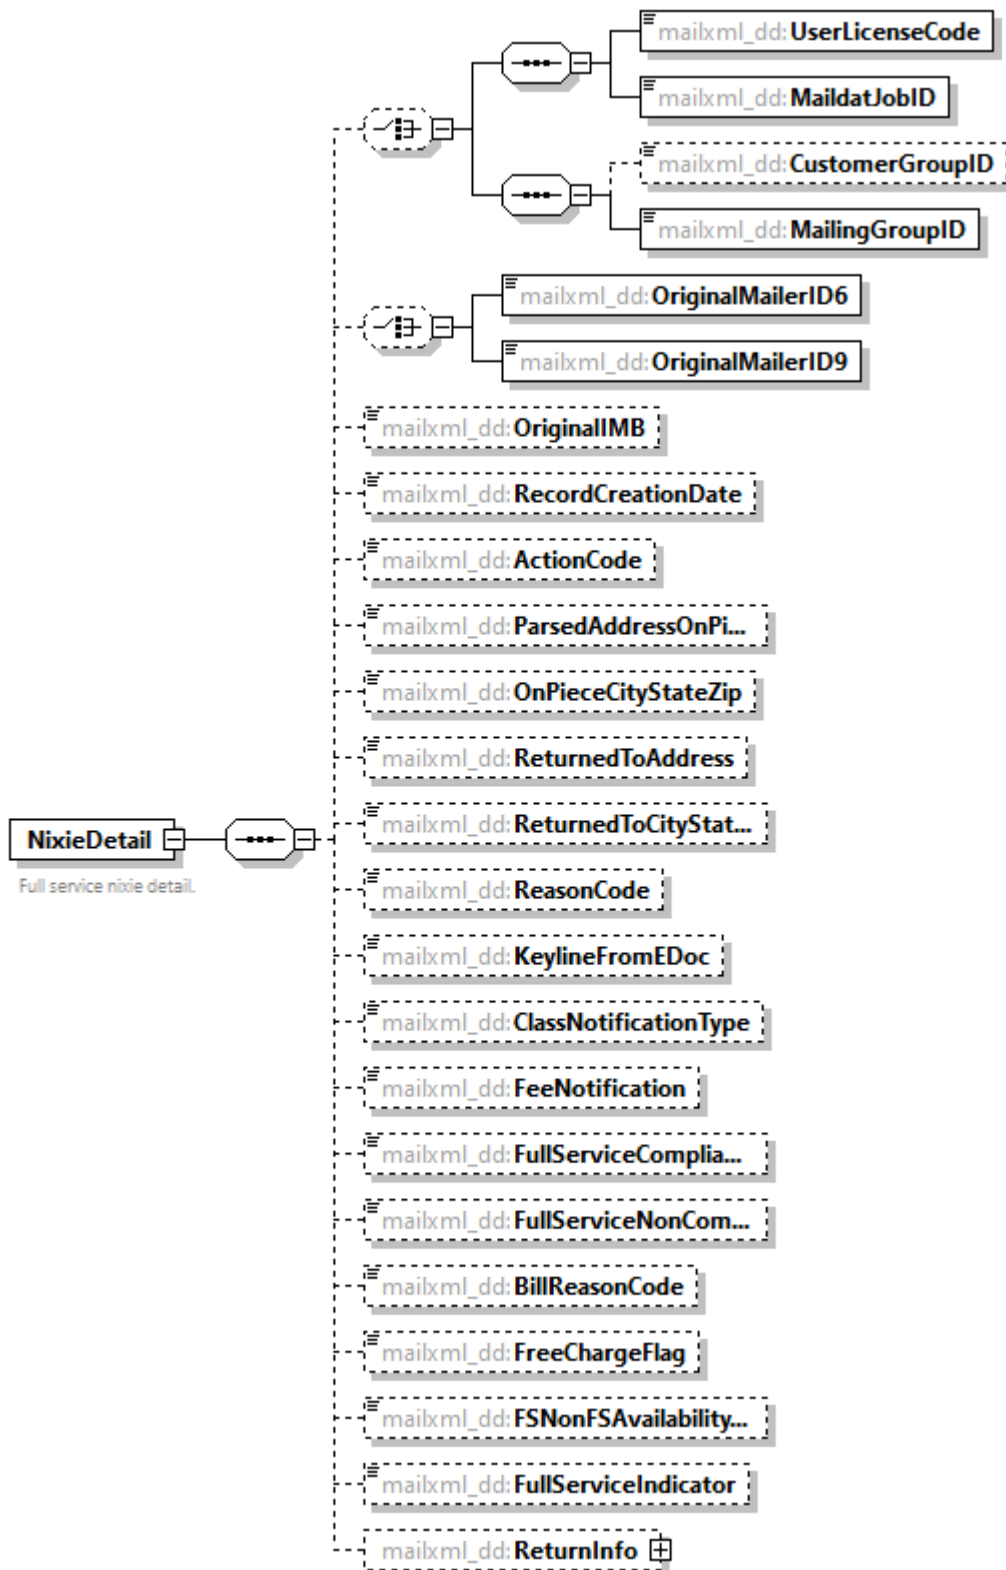 mailxml_dd:UserLicenseCode
mailxml_dd:MaildatJobID
mailxml_dd:CustomerGroupID
mailxml_dd:MailingGroupID
mailxml_dd:OriginalMailerID6
mailxml_dd:OriginalMailerID9
mailxml_dd:OriginalIMB
mailxml_dd:RecordCreationDate
mailxml_dd:ActionCode
mailxml_dd:ParsedAddressOnPi...
mailxml_dd:OnPieceCityStateZip
mailxml_dd:ReturnedToAddress
mailxml_dd:ReturnedToCityStat...
NixieDetail
Full service nixie detail.
mailxml_dd:ReasonCode
mailxml_dd:KeylineFromEDoc
mailxml_dd:ClassNotificationType
mailxml_dd:FeeNotification
mailxml_dd:FullServiceComplia...
mailxml_dd:FullServiceNonCom...
mailxml_dd:BillReasonCode
mailxml_dd:FreeChargeFlag
mailxml_dd:FSNonFSAvailability...
mailxml_dd:FullServiceIndicator
mailxml_dd:ReturnInfo